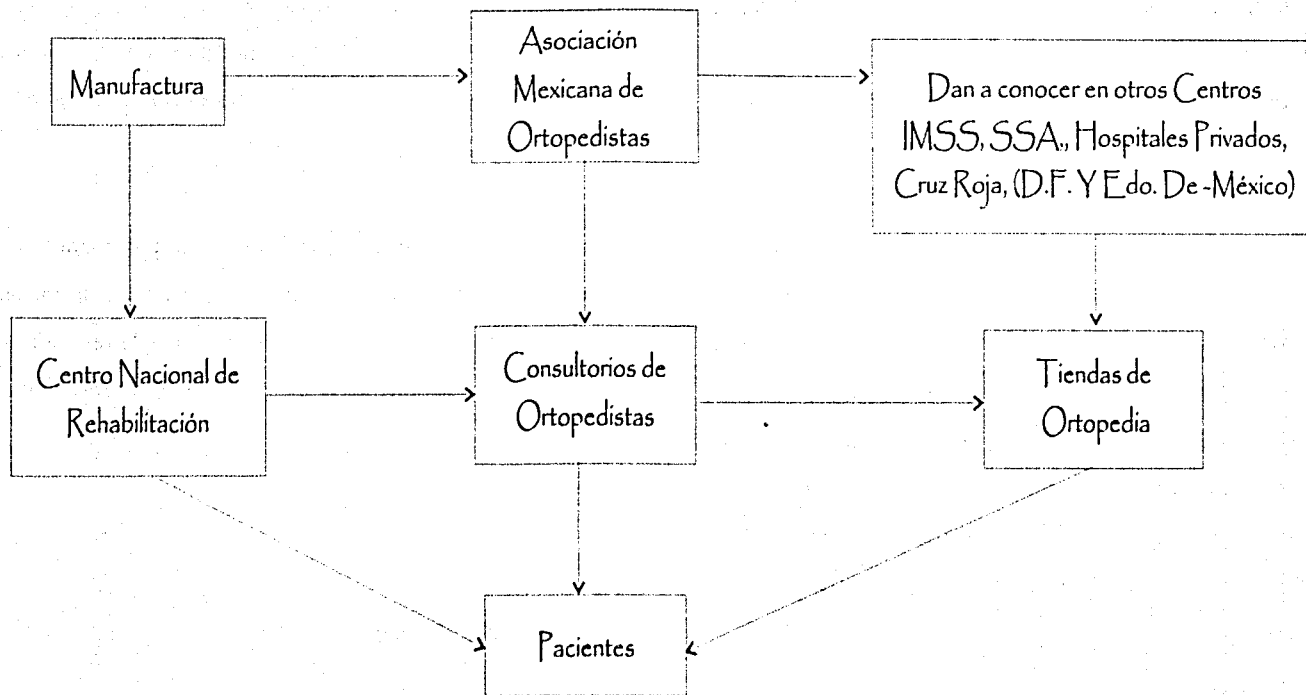 Manufactura
Asociación
Mexicana de
Ortopedistas
Dan a conocer en otros Centros
IMSS, SSA., Hospitales Privados,
Cruz Roja, (D.F. Y Edo. De -México)
Centro Nacional de
Rehabilitación
Consultorios de
Ortopedistas
Tiendas de
Ortopedia
Pacientes